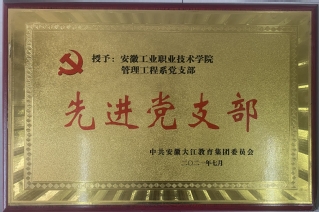 授予：安徽工业职业技术学院
管理工程系党支部
先进党支部
中共安徽大江教育集团委员会
二〇二一年七月